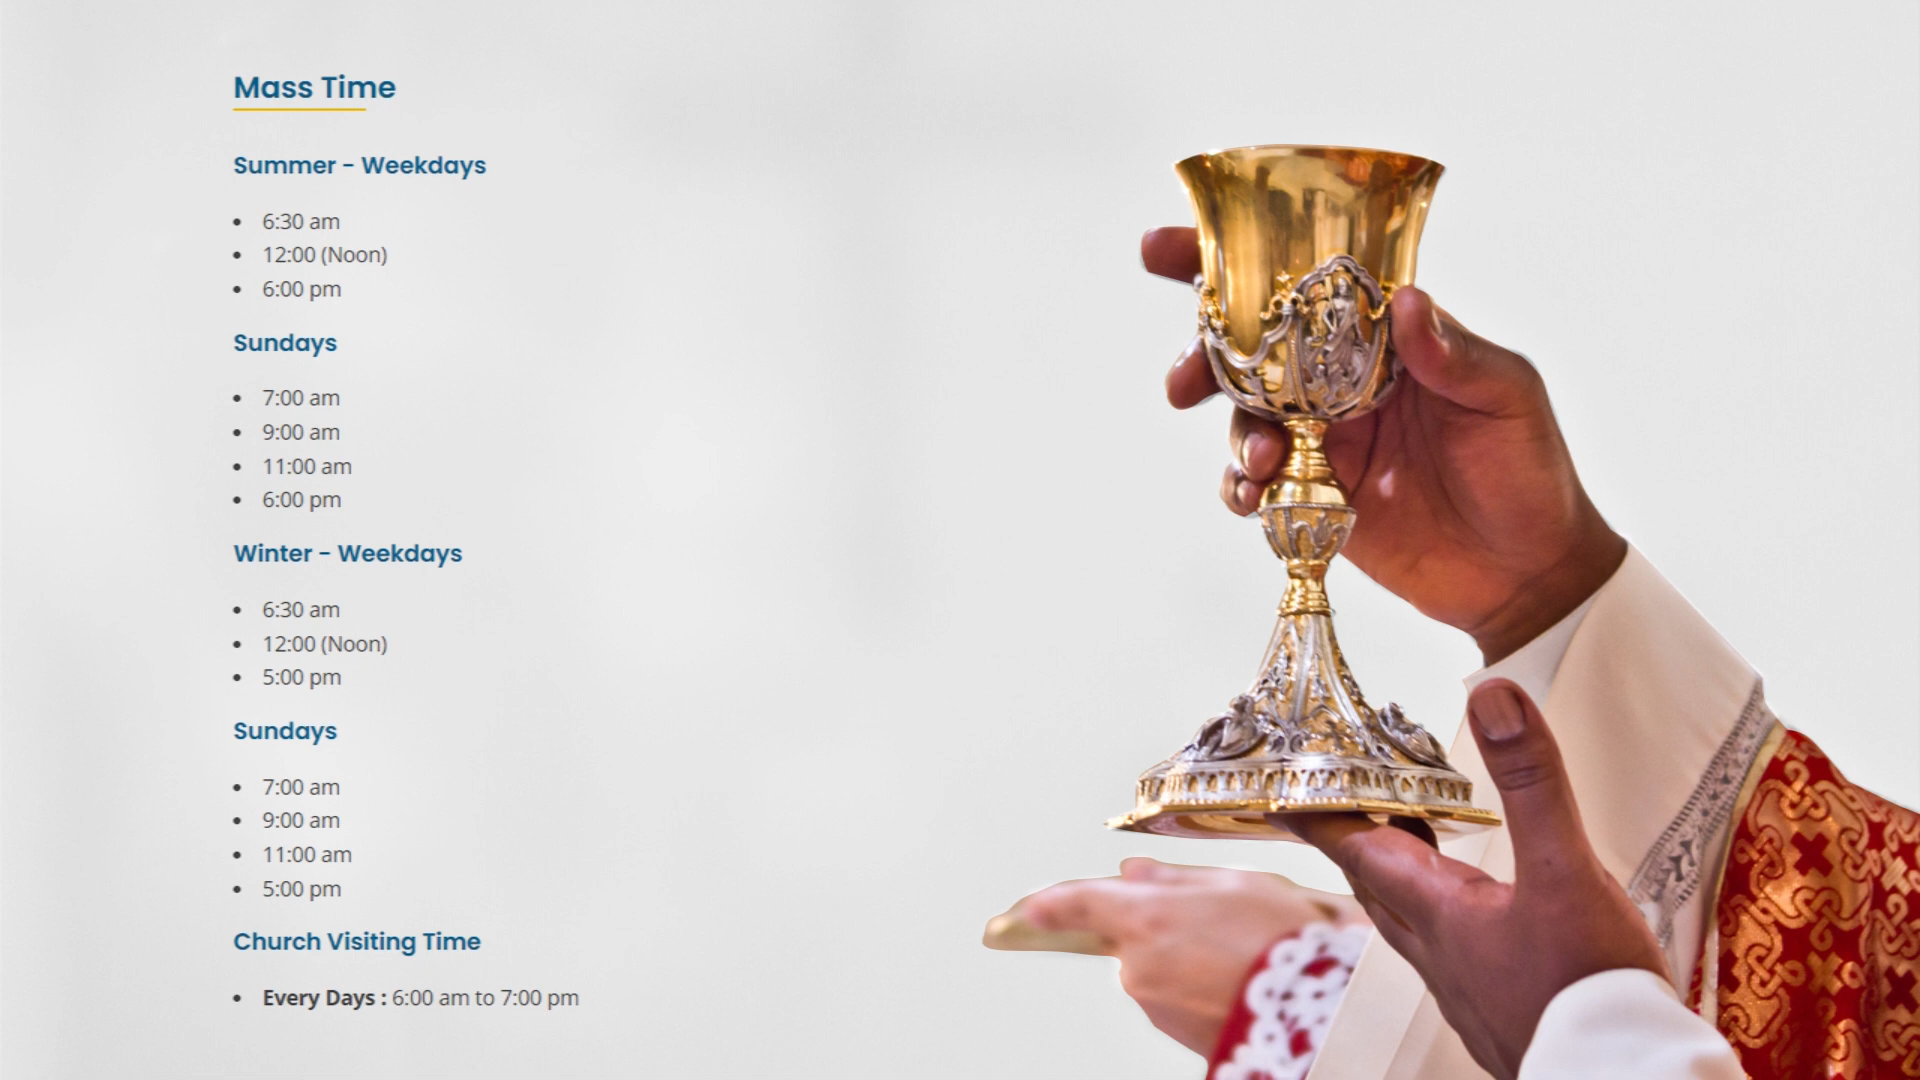 Mass Time
Summer - Weekdays
6:30 am
12:00 (Noon)
6:00 pm
Sundays
7:00 am
9:00 am
11:00 am
6:00 pm
Winter - Weekdays
6:30 am
12:00 (Noon)
5:00 pm
Sundays
7:00 am
9:00 am
11:00 am
5:00 pm
Church Visiting Time
Every Days : 6:00 am to 7:00 pm